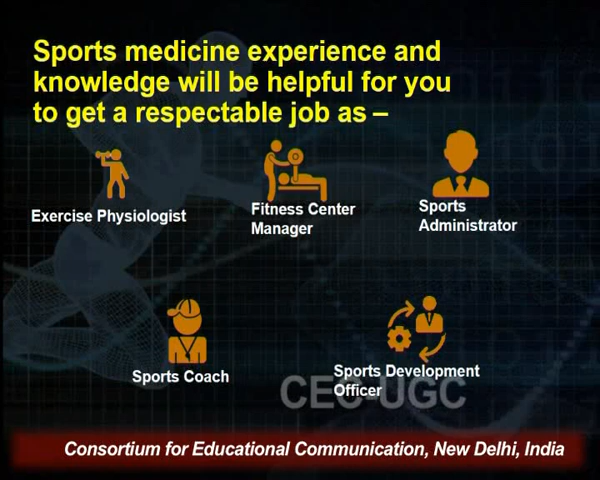 Sports medicine experience and
knowledge will be helpful for you
to get a respectable job as –
Exercise Physiologist
Fitness Center
Manager
Sports
Administrator
Sports Coach
Sports Development
Officer
CEC-UGC
Consortium for Educational Communication, New Delhi, India